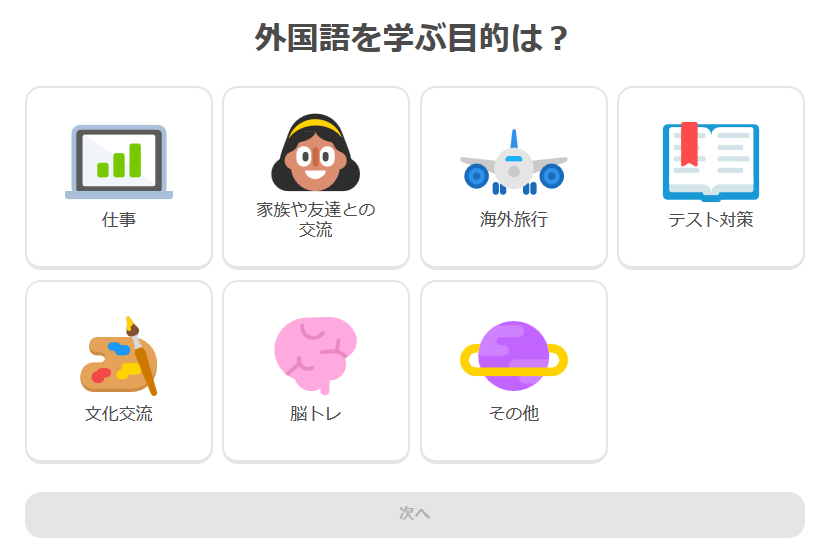 外国語を学ぶ目的は？
仕事
家族や友達との
交流
海外旅行
テスト対策
文化交流
脳トレ
その他
次へ